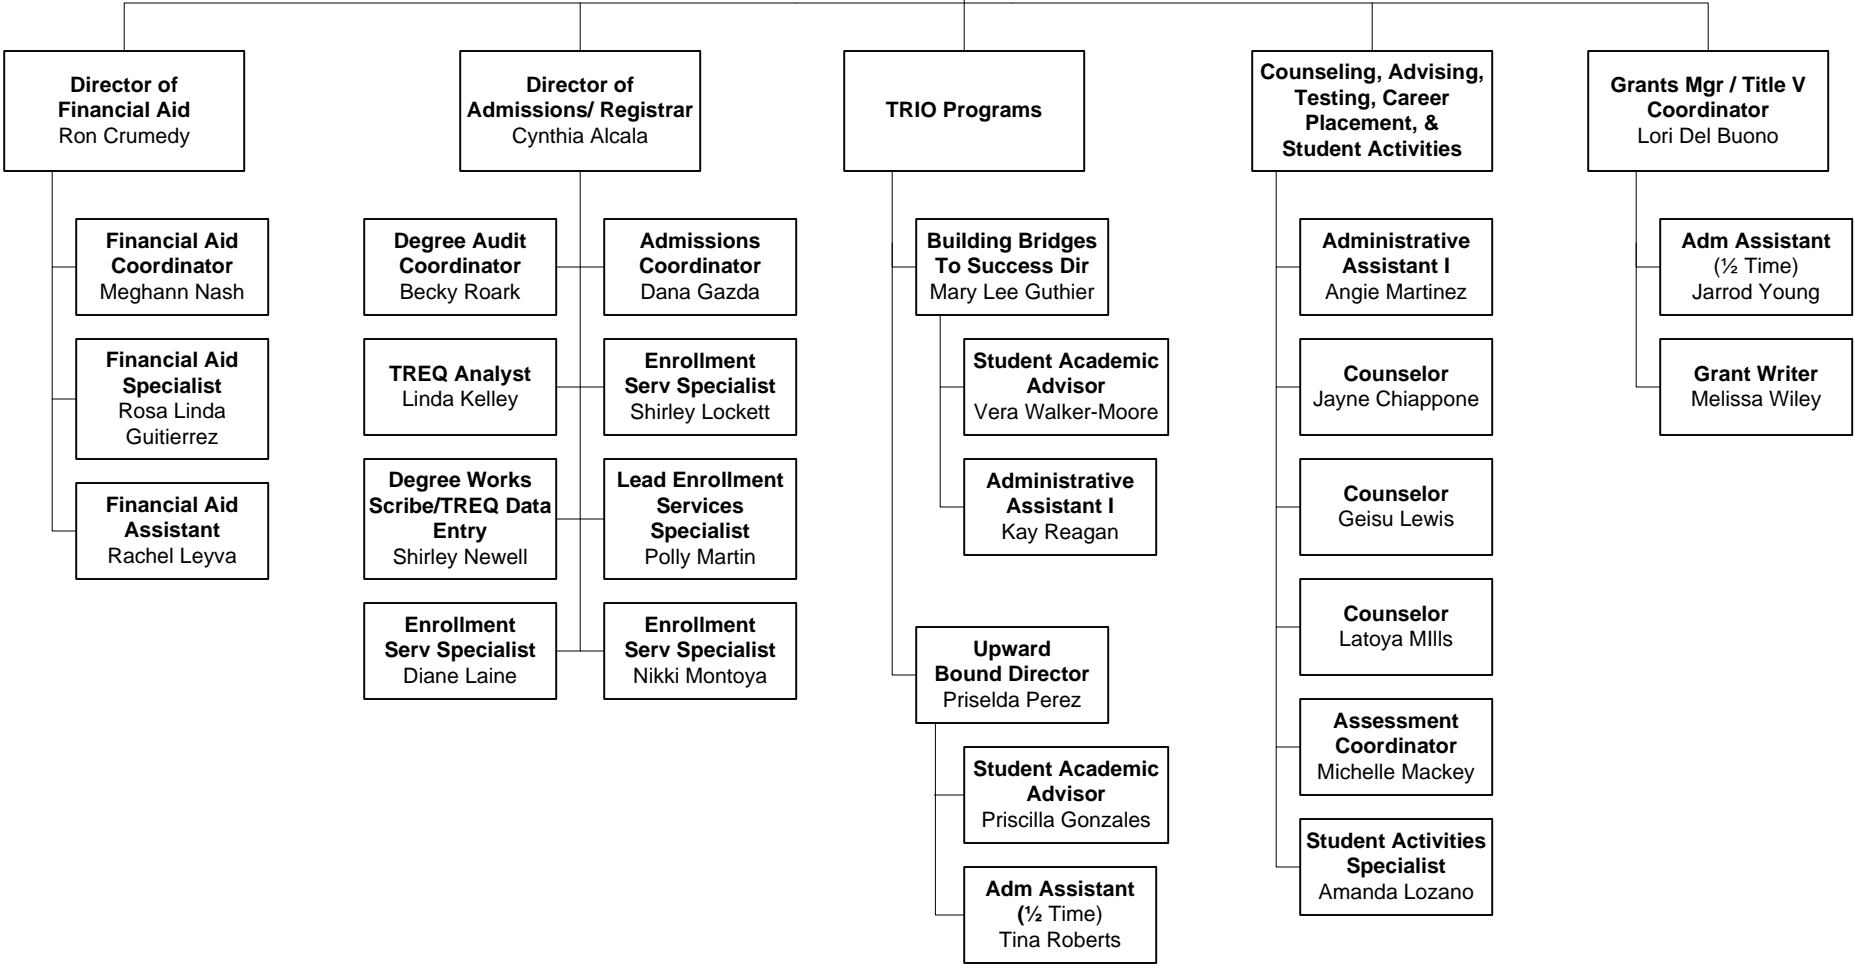 Director of
Financial Aid
Ron Crumedy
Director of
Admissions/ Registrar
Cynthia Alcala
TRIO Programs
Counseling, Advising,
Testing, Career
Placement, &
Student Activities
Grants Mgr / Title V
Coordinator
Lori Del Buono
Financial Aid
Coordinator
Meghann Nash
Financial Aid
Specialist
Rosa Linda
Guitierrez
Financial Aid
Assistant
Rachel Leyva
Degree Audit
Coordinator
Becky Roark
Admissions
Coordinator
Dana Gazda
TREQ Analyst
Linda Kelley
Enrollment
Serv Specialist
Shirley Lockett
Degree Works
Scribe/TREQ Data
Entry
Shirley Newell
Lead Enrollment
Services
Specialist
Polly Martin
Enrollment
Serv Specialist
Diane Laine
Enrollment
Serv Specialist
Nikki Montoya
Building Bridges
To Success Dir
Mary Lee Guthier
Student Academic
Advisor
Vera Walker-Moore
Administrative
Assistant I
Kay Reagan
Upward
Bound Director
Priselda Perez
Student Academic
Advisor
Priscilla Gonzales
Adm Assistant
(½ Time)
Tina Roberts
Administrative
Assistant I
Angie Martinez
Counselor
Jayne Chiappone
Counselor
Geisu Lewis
Counselor
Latoya MIlls
Assessment
Coordinator
Michelle Mackey
Student Activities
Specialist
Amanda Lozano
Adm Assistant
(½ Time)
Jarrod Young
Grant Writer
Melissa Wiley